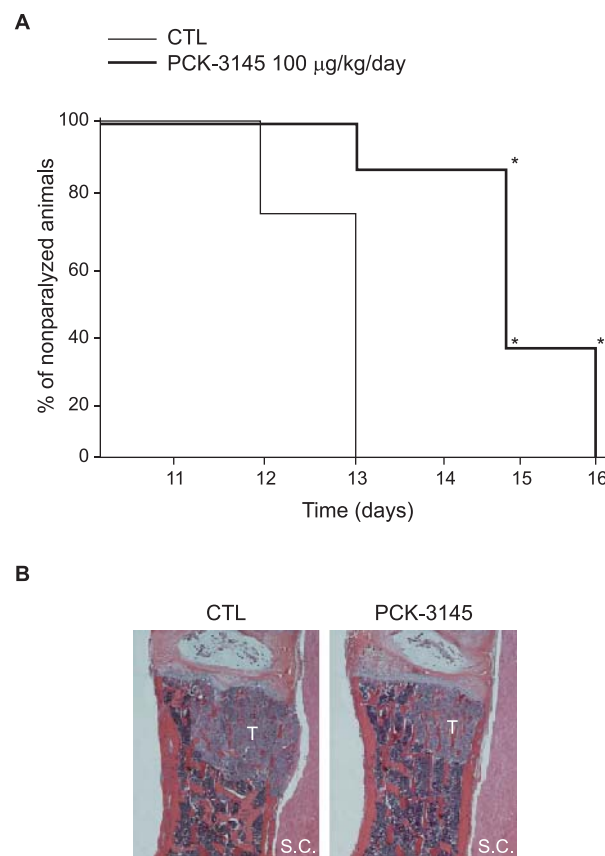 A
CTL
PCK-3145 100 μg/kg/day
% of nonparalyzed animals
100
80
60
40
20
0
*
* *
11 12 13 14 15 16
Time (days)
B
CTL PCK-3145
T T
S.C. S.C.